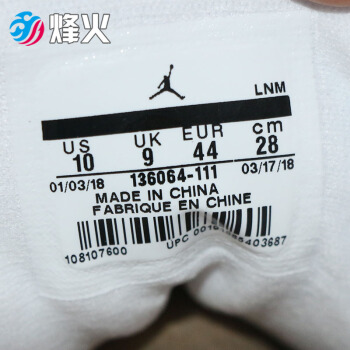 烽火
LNM
US UK EUR cm
10 9 44 28
01/03/18 136064-111 03/17/18
MADE IN CHINA
FABRIQUE EN CHINE
108107600